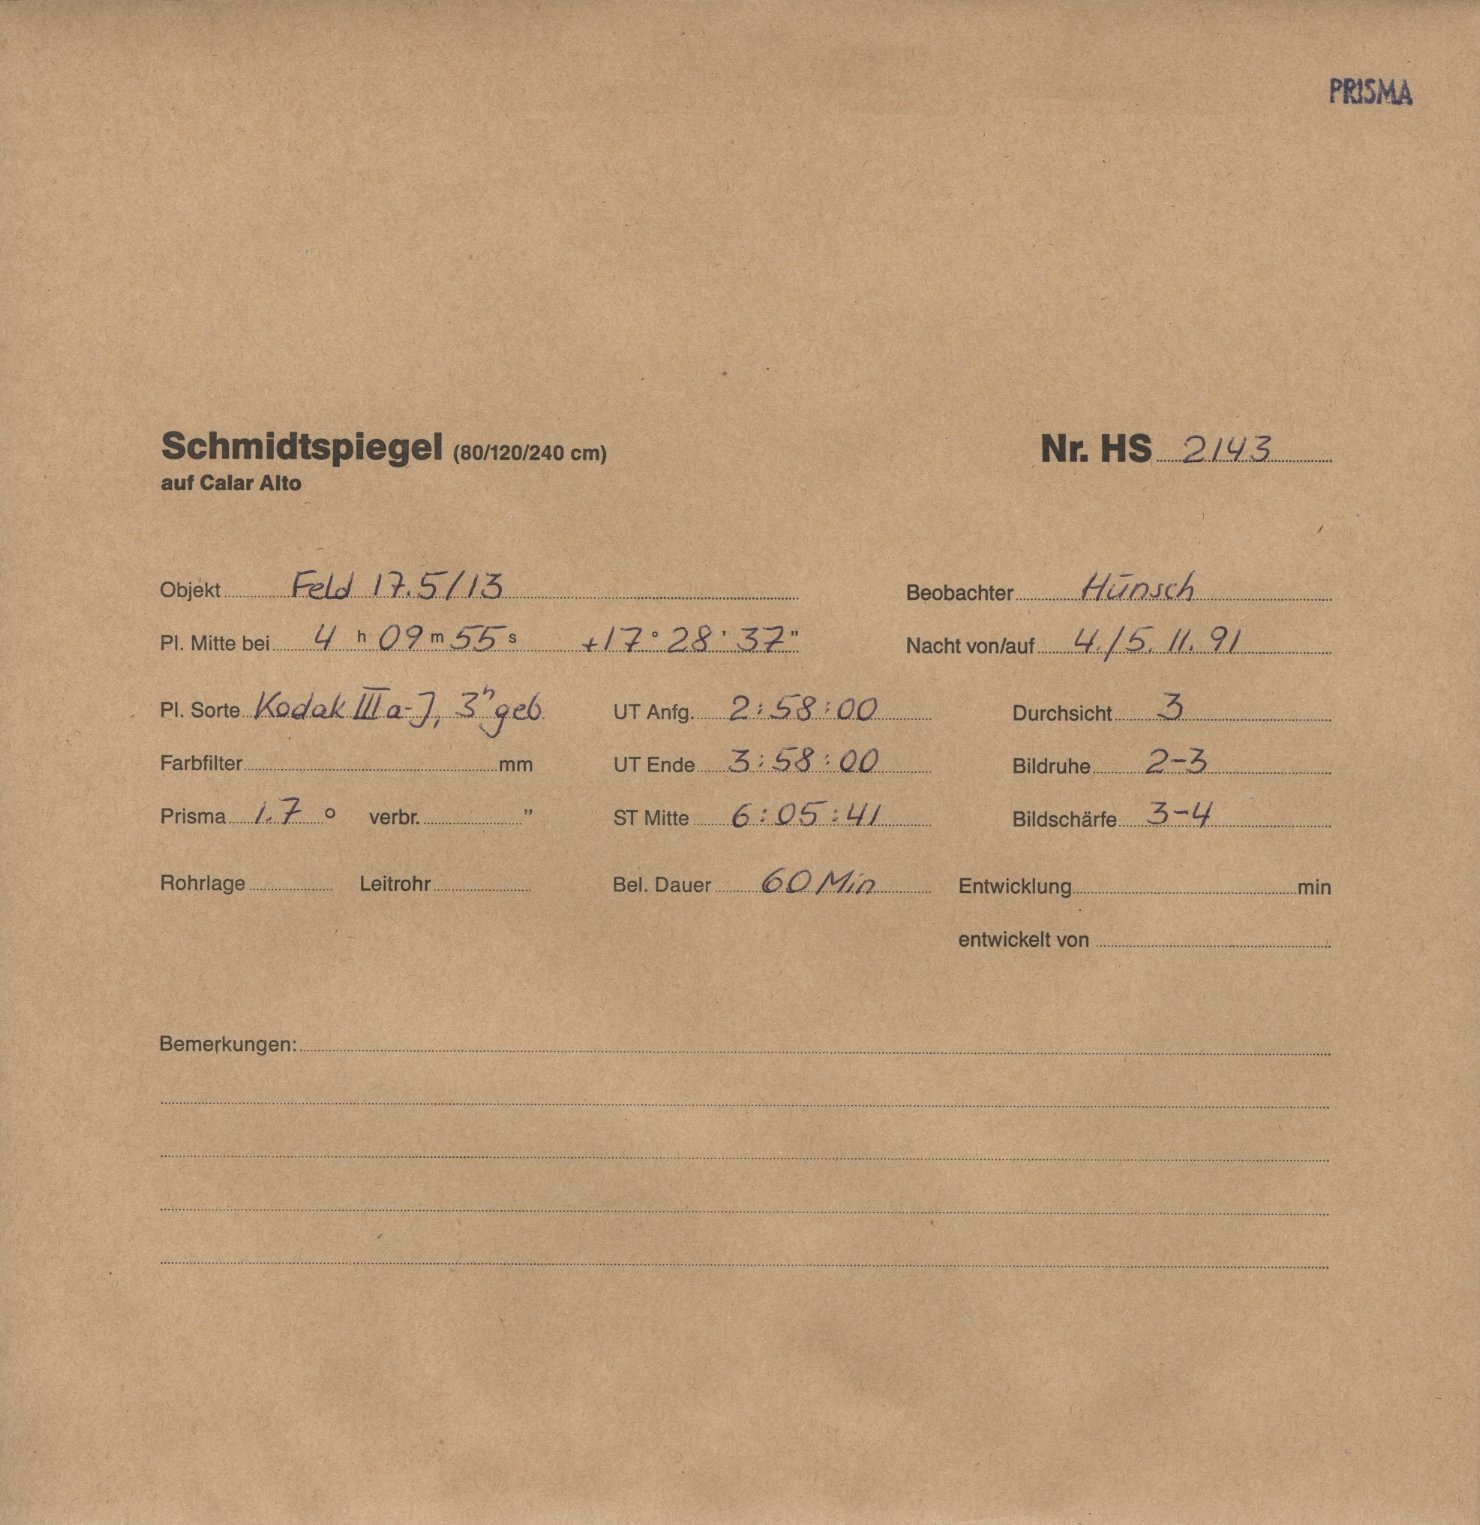 PRISMA
Schmidtspiegel (80/120/240 cm) Nr. HS 2143
auf Calar Alto
Objekt Feld 17.5/13 Beobachter Hünsch
Pl. Mitte bei 4 h 09 m 55 s +17° 28' 37" Nacht von/auf 4./5. 11. 91
Pl. Sorte Kodak IIIa-J, 3h geb UT Anfg. 2:58:00 Durchsicht 3
Farbfilter mm UT Ende 3:58:00 Bildruhe 2-3
Prisma 1.7 ° verbr. " ST Mitte 6:05:41 Bildschärfe 3-4
Rohrlage Leitrohr Bel. Dauer 60 Min Entwicklung min
entwickelt von
Bemerkungen: